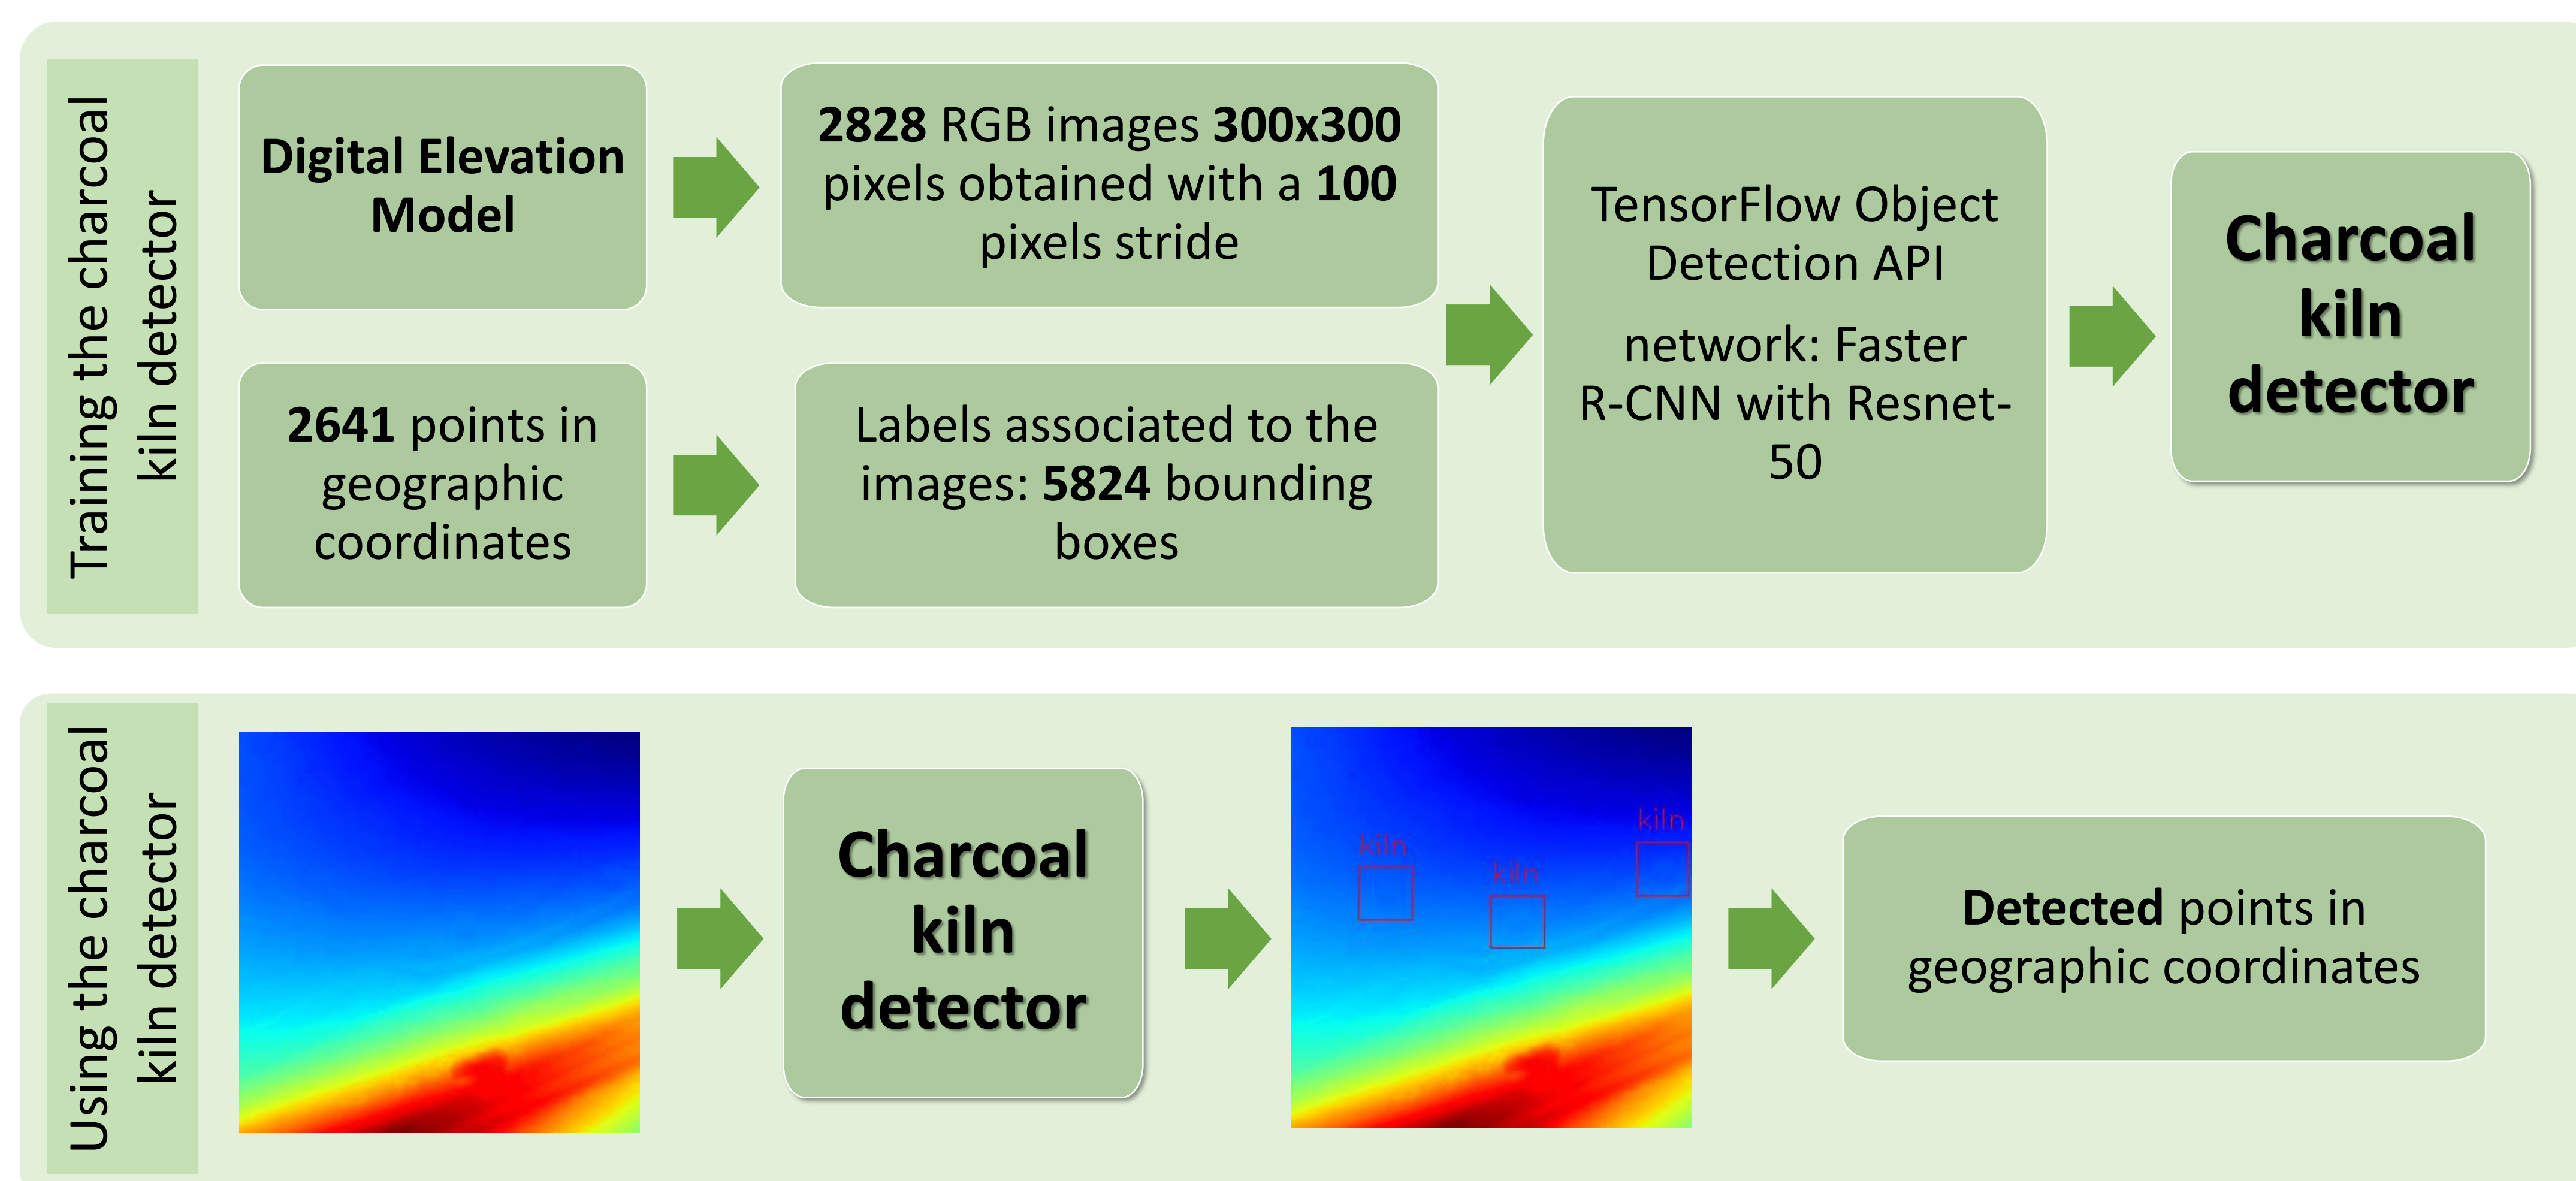 Training the charcoal
kiln detector
Digital Elevation
Model
2828 RGB images 300x300
pixels obtained with a 100
pixels stride
2641 points in
geographic
coordinates
Labels associated to the
images: 5824 bounding
boxes
TensorFlow Object
Detection API
network: Faster
R-CNN with Resnet-
50
Charcoal
kiln
detector
Using the charcoal
kiln detector
Charcoal
kiln
detector
kiln
kiln
kiln
Detected points in
geographic coordinates